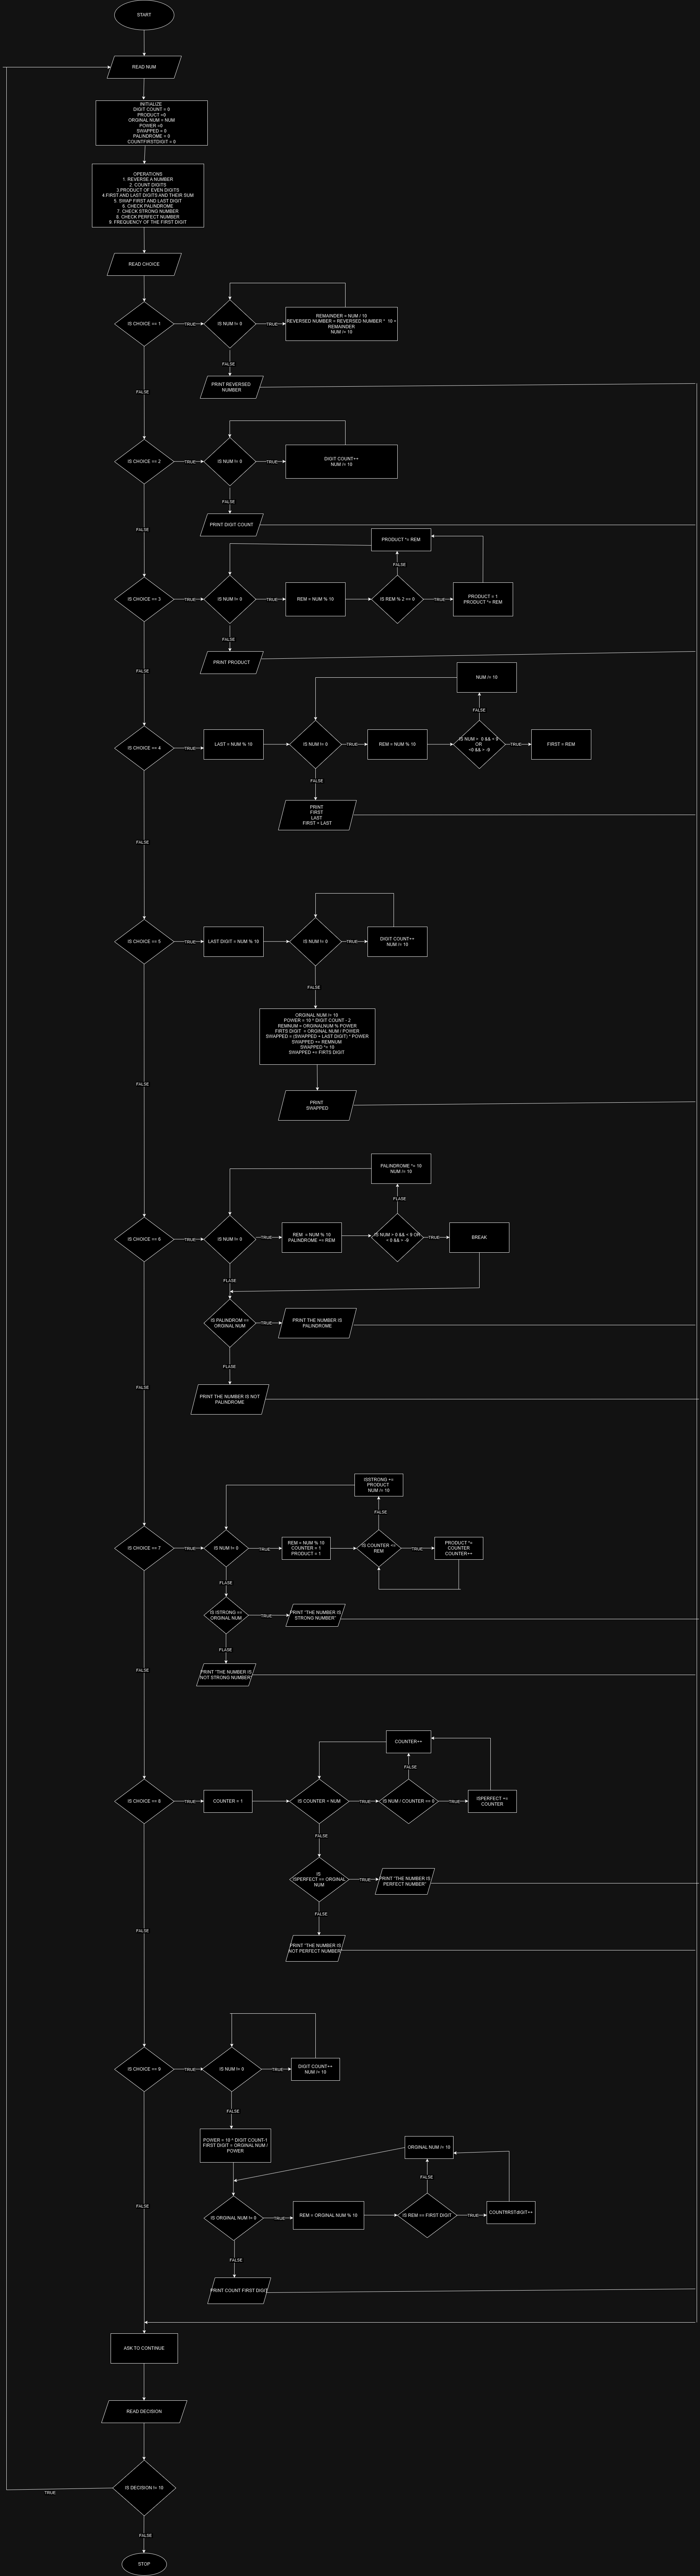 START
READ NUM
INITIALIZE
DIGIT COUNT = 0
PRODUCT =0
ORGINAL NUM = NUM
POWER =0
SWAPPED = 0
PALINDROME = 0
COUNTFIRSTDIGIT = 0
OPERATIONS
1. REVERSE A NUMBER
2. COUNT DIGITS
3.PRODUCT OF EVEN DIGITS
4.FIRST AND LAST DIGITS AND THEIR SUM
5. SWAP FIRST AND LAST DIGIT
6. CHECK PALINDROME
7. CHECK STRONG NUMBER
8. CHECK PERFECT NUMBER
9. FREQUENCY OF THE FIRST DIGIT
READ CHOICE
IS CHOICE == 1
TRUE
IS NUM != 0
TRUE
REMAINDER = NUM / 10
REVERSED NUMBER = REVERSED NUMBER * 10 +
REMAINDER
NUM /= 10
FALSE
PRINT REVERSED
NUMBER
FALSE
IS CHOICE == 2
TRUE
IS NUM != 0
TRUE
DIGIT COUNT++
NUM /= 10
FALSE
PRINT DIGIT COUNT
FALSE
PRODUCT *= REM
FALSE
IS CHOICE == 3
TRUE
IS NUM != 0
TRUE
REM = NUM % 10
IS REM % 2 == 0
TRUE
PRODUCT = 1
PRODUCT *= REM
FALSE
PRINT PRODUCT
FALSE
NUM /= 10
FALSE
IS CHOICE == 4
TRUE
LAST = NUM % 10
IS NUM != 0
TRUE
REM = NUM % 10
IS NUM > 0 && < 9
OR
<0 && > -9
TRUE
FIRST = REM
FALSE
PRINT
FIRST
LAST
FIRST + LAST
FALSE
IS CHOICE == 5
TRUE
LAST DIGIT = NUM % 10
IS NUM != 0
TRUE
DIGIT COUNT++
NUM /= 10
FALSE
ORGINAL NUM /= 10
POWER = 10 ^ DIGIT COUNT - 2
REMNUM = ORGINALNUM % POWER
FIRTS DIGIT = ORGINAL NUM / POWER
SWAPPED = (SWAPPED + LAST DIGIT) * POWER
SWAPPED += REMNUM
SWAPPED *= 10
SWAPPED += FIRTS DIGIT
FALSE
PRINT
SWAPPED
PALINDROME *= 10
NUM /= 10
FLASE
IS CHOICE == 6
TRUE
IS NUM != 0
TRUE
REM = NUM % 10
PALINDROME += REM
IS NUM > 0 && < 9 OR
< 0 && > -9
TRUE
BREAK
FLASE
IS PALINDROM ==
ORGINAL NUM
TRUE
PRINT THE NUMBER IS
PALINDROME
FLASE
FALSE
PRINT THE NUMBER IS NOT
PALINDROME
ISSTRONG +=
PRODUCT
NUM /= 10
FALSE
IS CHOICE == 7
TRUE
IS NUM != 0
TRUE
REM = NUM % 10
COUNTER = 1
PRODUCT = 1
IS COUNTER <=
REM
TRUE
PRODUCT *=
COUNTER
COUNTER++
FLASE
IS ISTRONG ==
ORGINAL NUM
TRUE
PRINT "THE NUMBER IS
STRONG NUMBER"
FLASE
FALSE
PRINT "THE NUMBER IS
NOT STRONG NUMBER"
COUNTER++
FALSE
IS CHOICE == 8
TRUE
COUNTER = 1
IS COUNTER < NUM
TRUE
IS NUM / COUNTER == 0
TRUE
ISPERFECT +=
COUNTER
FALSE
IS
ISPERFECT == ORGINAL
NUM
TRUE
PRINT "THE NUMBER IS
PERFECT NUMBER"
FALSE
FALSE
PRINT "THE NUMBER IS
NOT PERFECT NUMBER"
IS CHOICE == 9
TRUE
IS NUM != 0
TRUE
DIGIT COUNT++
NUM /= 10
FALSE
POWER = 10 ^ DIGIT COUNT-1
FIRST DIGIT = ORGINAL NUM /
POWER
ORGINAL NUM /= 10
FALSE
FALSE
IS ORGINAL NUM != 0
TRUE
REM = ORGINAL NUM % 10
IS REM == FIRST DIGIT
TRUE
COUNTfIRSTdIGIT++
FALSE
PRINT COUNT FIRST DIGIT
ASK TO CONTINUE
READ DECISION
IS DECISION != 10
TRUE
FALSE
STOP